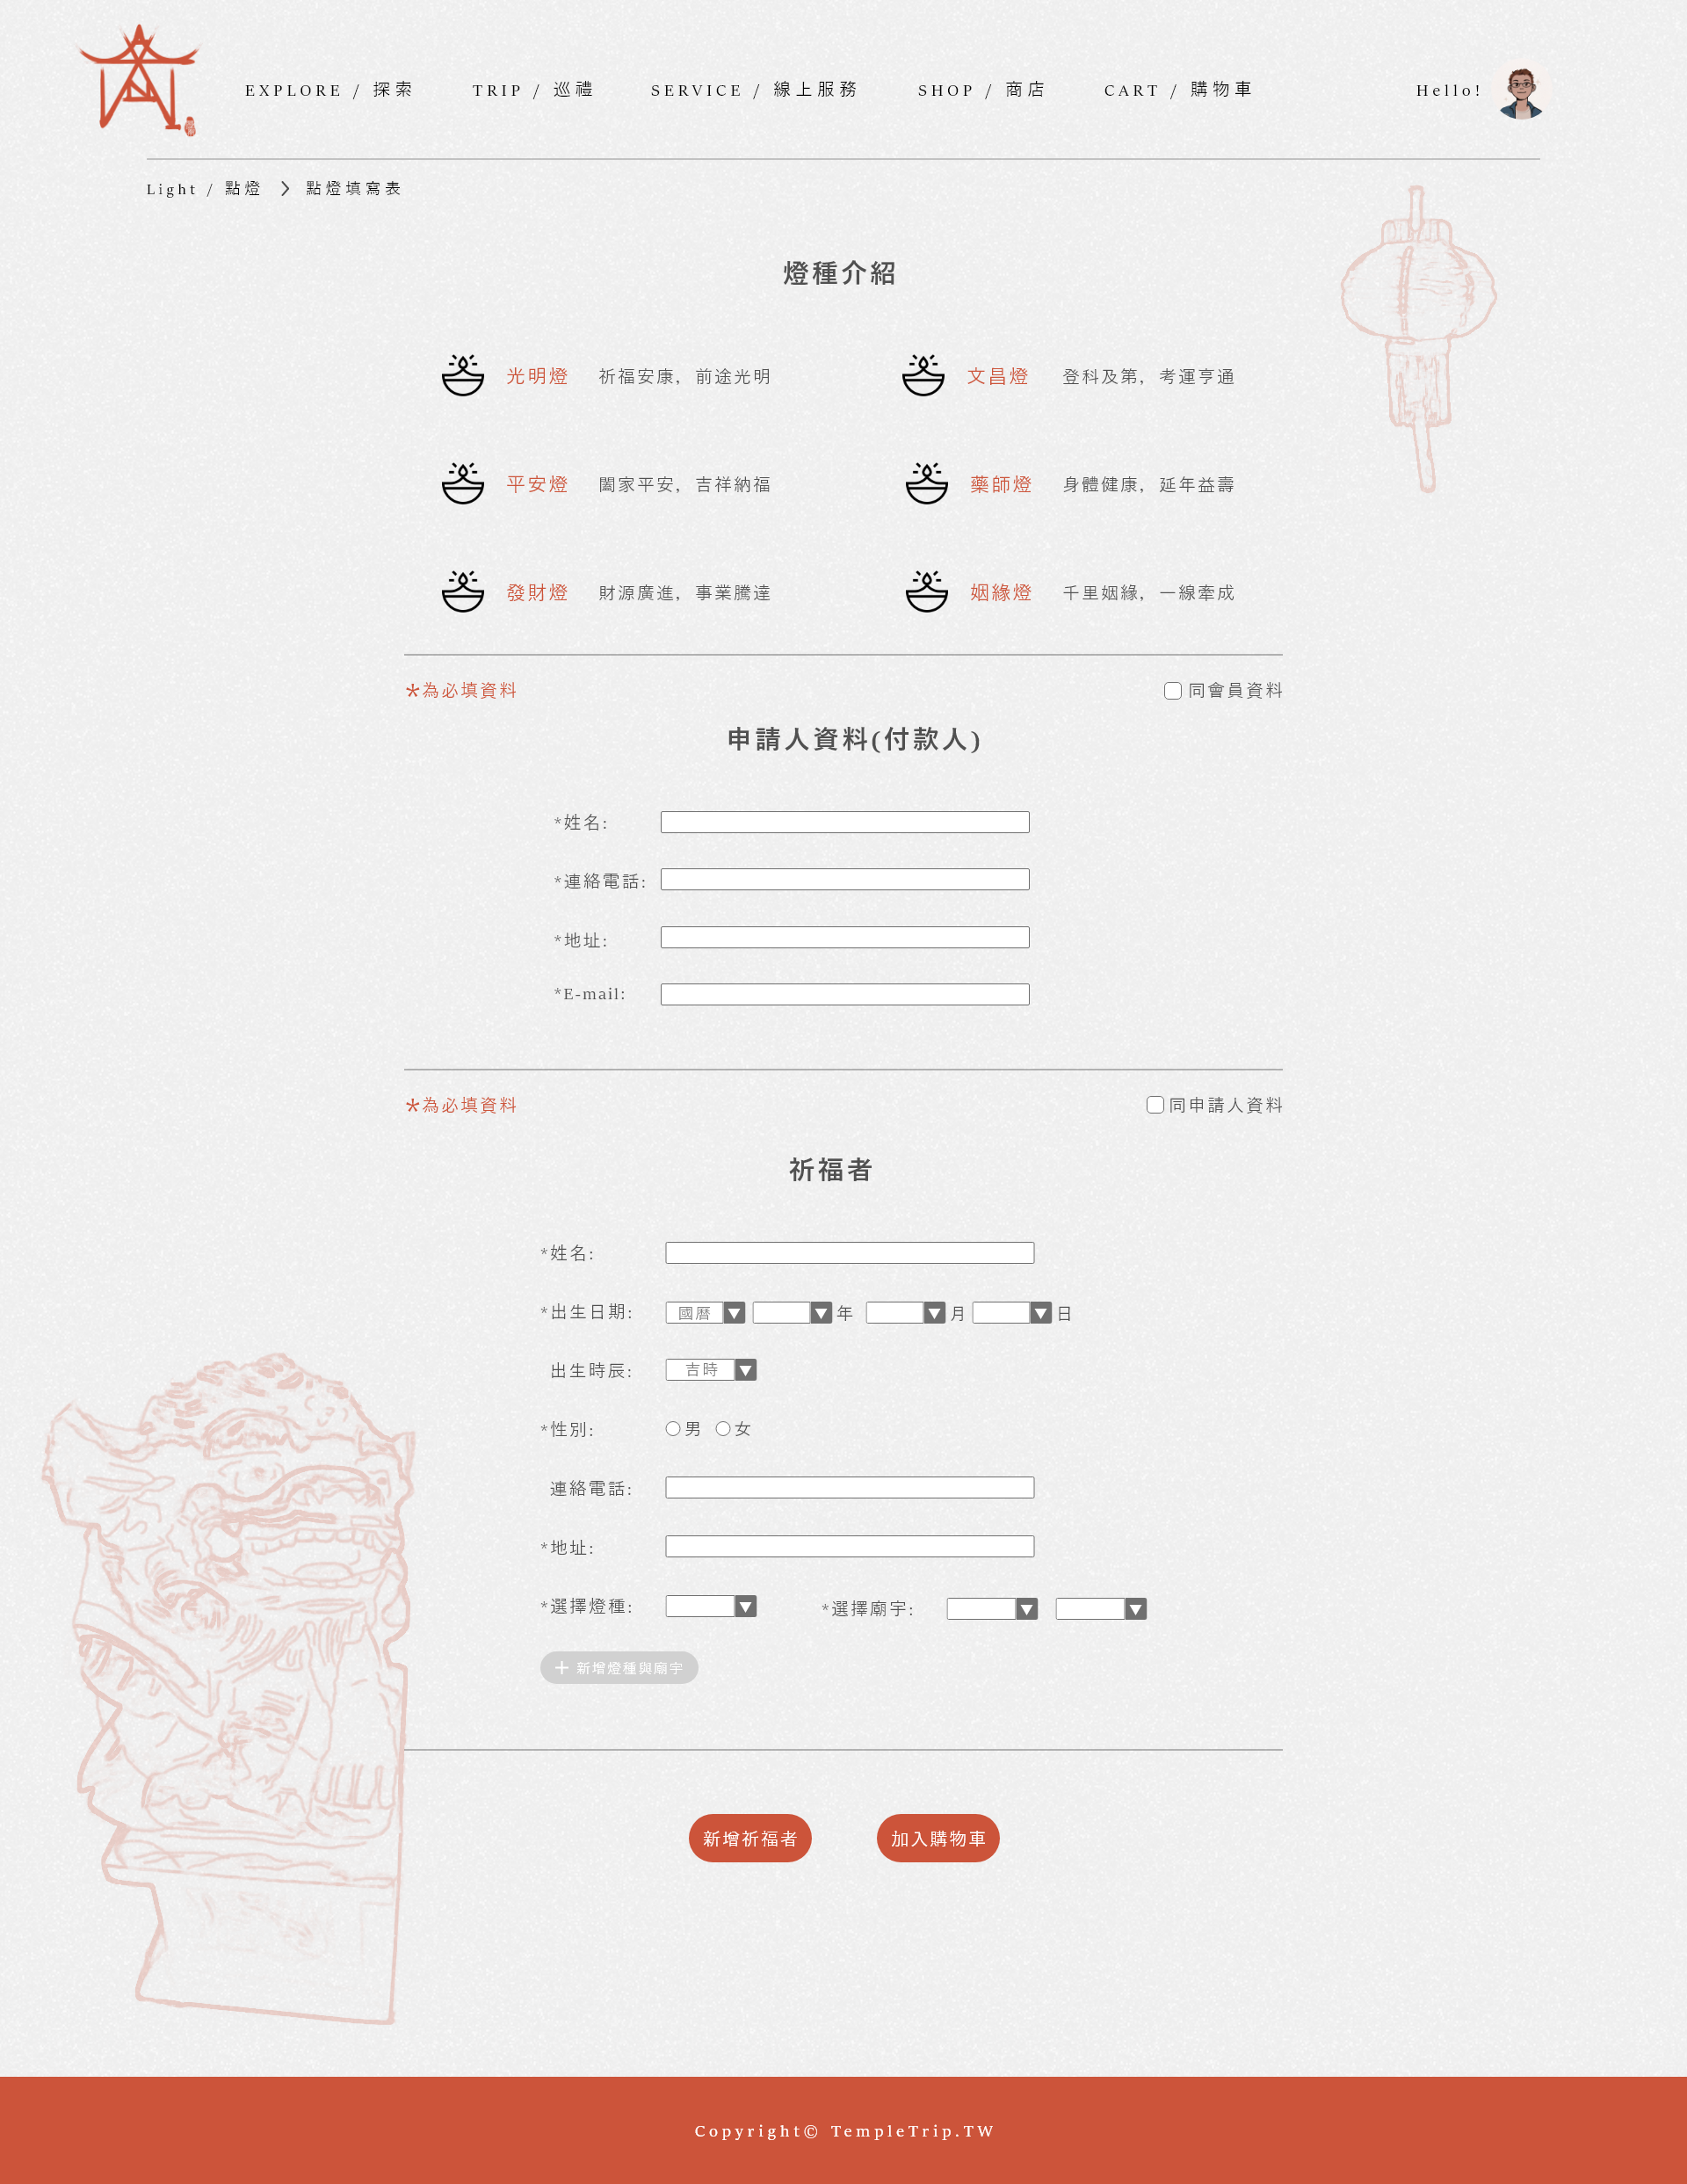 EXPLORE / 探索 TRIP / 巡禮 SERVICE / 線上服務 SHOP / 商店 CART / 購物車 Hello!
Light / 點燈 > 點燈填寫表
燈種介紹
光明燈 祈福安康, 前途光明 文昌燈 登科及第, 考運亨通
平安燈 闔家平安, 吉祥納福 藥師燈 身體健康, 延年益壽
發財燈 財源廣進, 事業騰達 姻緣燈 千里姻緣, 一線牽成
*為必填資料 同會員資料
申請人資料(付款人)
*姓名:
*連絡電話:
*地址:
*E-mail:
*為必填資料 同申請人資料
祈福者
*姓名:
*出生日期: 國曆 年 月 日
出生時辰: 吉時
*性別: 男 女
連絡電話:
*地址:
*選擇燈種: *選擇廟宇:
+ 新增燈種與廟宇
新增祈福者 加入購物車
Copyright© TempleTrip.TW